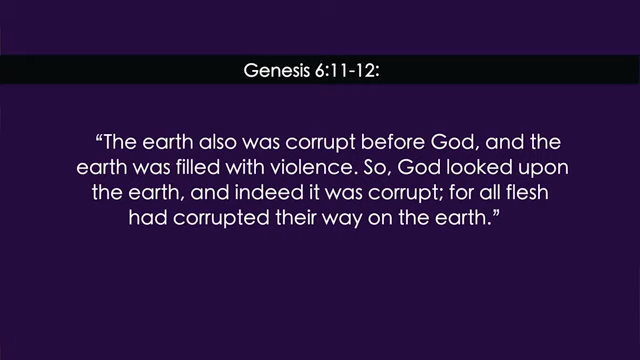 Genesis 6:11-12:
“The earth also was corrupt before God, and the
earth was filled with violence. So, God looked upon
the earth, and indeed it was corrupt; for all flesh
had corrupted their way on the earth.”